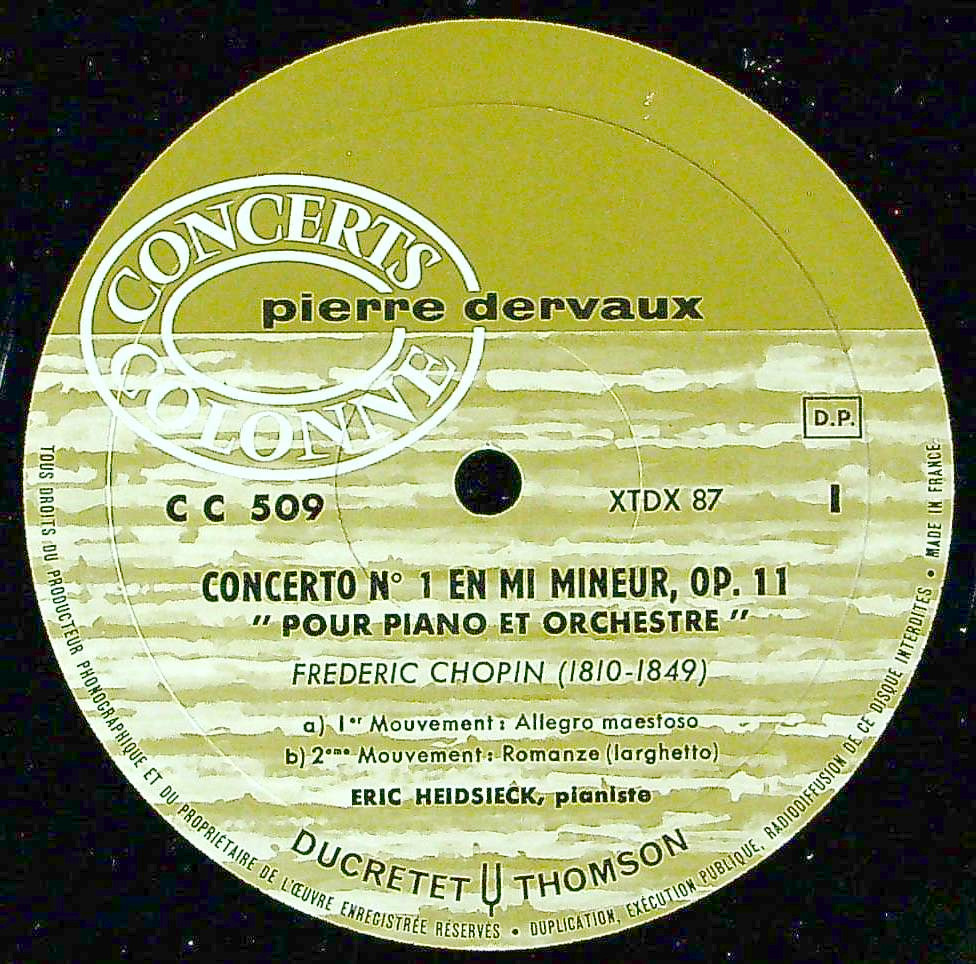 CONCERTS
COLONNE
pierre dervaux
D.P.
C C 509
XTDX 87
I
CONCERTO N° 1 EN MI MINEUR, OP. 11
" POUR PIANO ET ORCHESTRE "
FREDERIC CHOPIN (1810-1849)
a) 1er Mouvement : Allegro maestoso
b) 2eme Mouvement : Romanze (larghetto)
ERIC HEIDSIECK, pianiste
DUCRETET THOMSON
TOUS DROITS DU PRODUCTEUR PHONOGRAPHIQUE ET DU PROPRIÉTAIRE DE L'ŒUVRE ENREGISTRÉE RÉSERVÉS • DUPLICATION, EXÉCUTION PUBLIQUE, RADIODIFFUSION DE CE DISQUE INTERDITES • MADE IN FRANCE